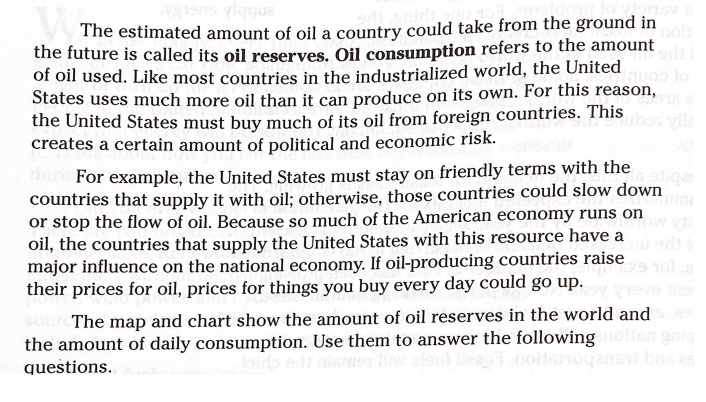 The estimated amount of oil a country could take from the ground in
the future is called its oil reserves. Oil consumption refers to the amount
of oil used. Like most countries in the industrialized world, the United
States uses much more oil than it can produce on its own. For this reason,
the United States must buy much of its oil from foreign countries. This
creates a certain amount of political and economic risk.
For example, the United States must stay on friendly terms with the
countries that supply it with oil; otherwise, those countries could slow down
or stop the flow of oil. Because so much of the American economy runs on
oil, the countries that supply the United States with this resource have a
major influence on the national economy. If oil-producing countries raise
their prices for oil, prices for things you buy every day could go up.
The map and chart show the amount of oil reserves in the world and
the amount of daily consumption. Use them to answer the following
questions.